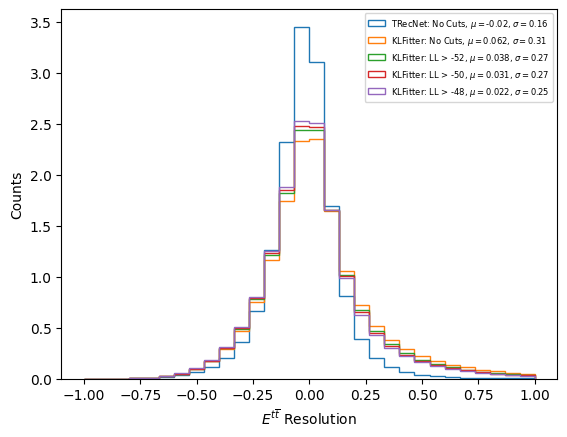 TRecNet: No Cuts, μ=-0.02, σ=0.16
KLFitter: No Cuts, μ=0.062, σ=0.31
KLFitter: LL > -52, μ=0.038, σ=0.27
KLFitter: LL > -50, μ=0.031, σ=0.27
KLFitter: LL > -48, μ=0.022, σ=0.25
Counts
3.5
3.0
2.5
2.0
1.5
1.0
0.5
0.0
−1.00 −0.75 −0.50 −0.25 0.00 0.25 0.50 0.75 1.00
E^{tt̅} Resolution